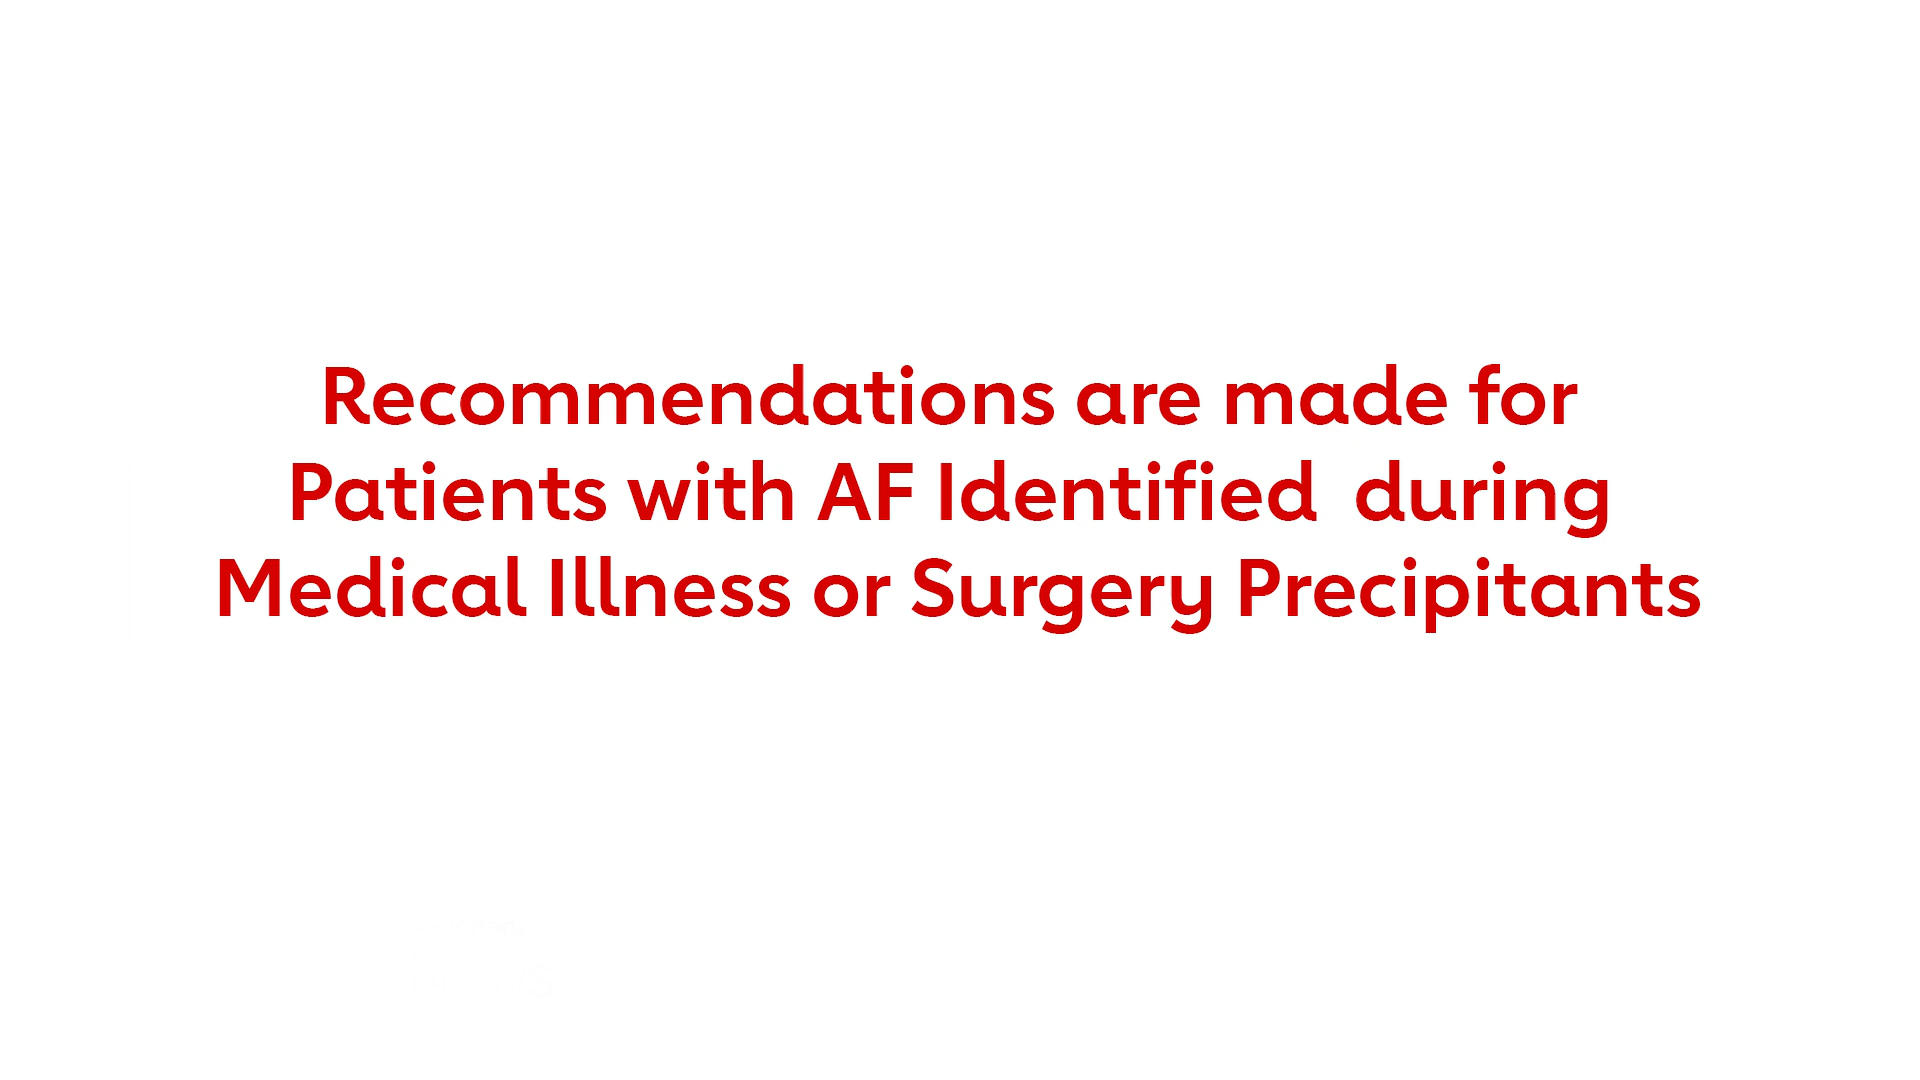 Recommendations are made for
Patients with AF Identified  during
Medical Illness or Surgery Precipitants